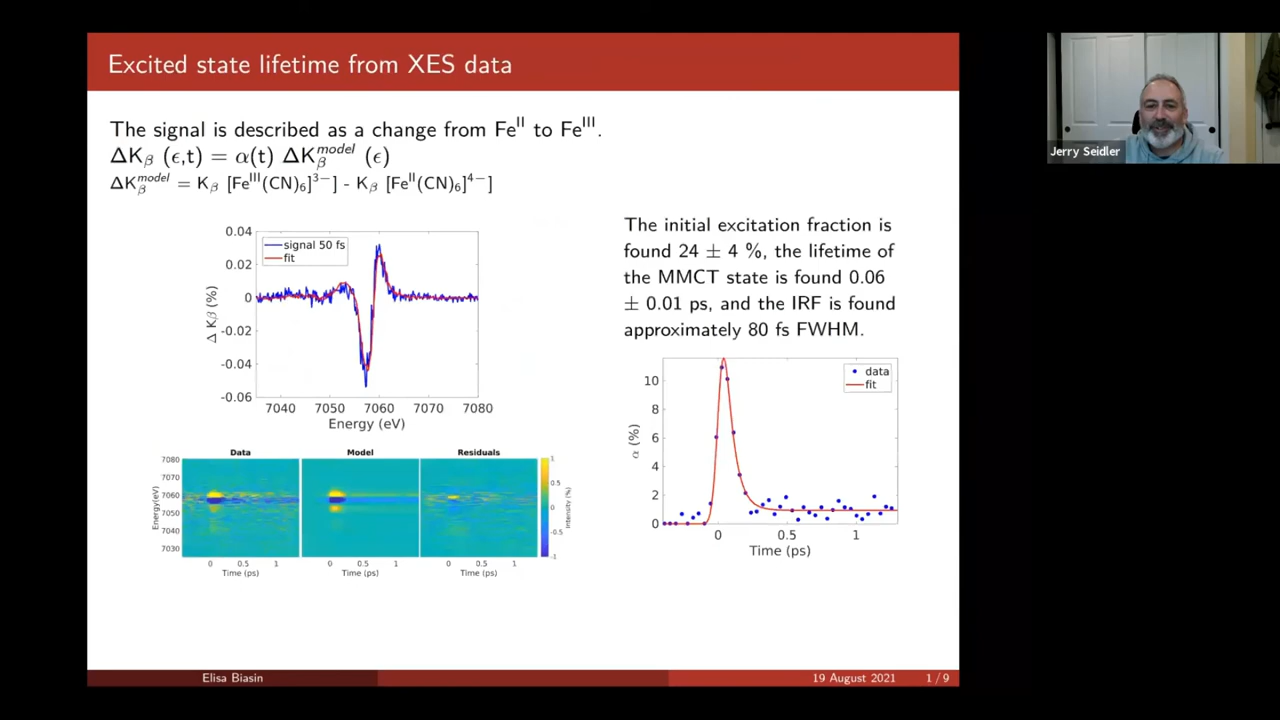 Excited state lifetime from XES data
The signal is described as a change from Fe^II to Fe^III.
ΔK_β (ϵ,t) = α(t) ΔK_β^model (ϵ)
ΔK_β^model = K_β [Fe^III(CN)_6]^3− - K_β [Fe^II(CN)_6]^4−]
0.04
0.02
0
-0.02
-0.04
-0.06
Δ Kβ (%)
signal 50 fs
fit
7040 7050 7060 7070 7080
Energy (eV)
The initial excitation fraction is
found 24 ± 4 %, the lifetime of
the MMCT state is found 0.06
± 0.01 ps, and the IRF is found
approximately 80 fs FWHM.
10
8
6
4
2
0
α (%)
data
fit
0 0.5 1
Time (ps)
Data Model Residuals
7080
7070
7060
7050
7040
7030
Energy(eV)
0 0.5 1 0 0.5 1 0 0.5 1
Time (ps) Time (ps) Time (ps)
1
0.5
0
-0.5
-1
Intensity (%)
Elisa Biasin 19 August 2021 1 / 9
Jerry Seidler